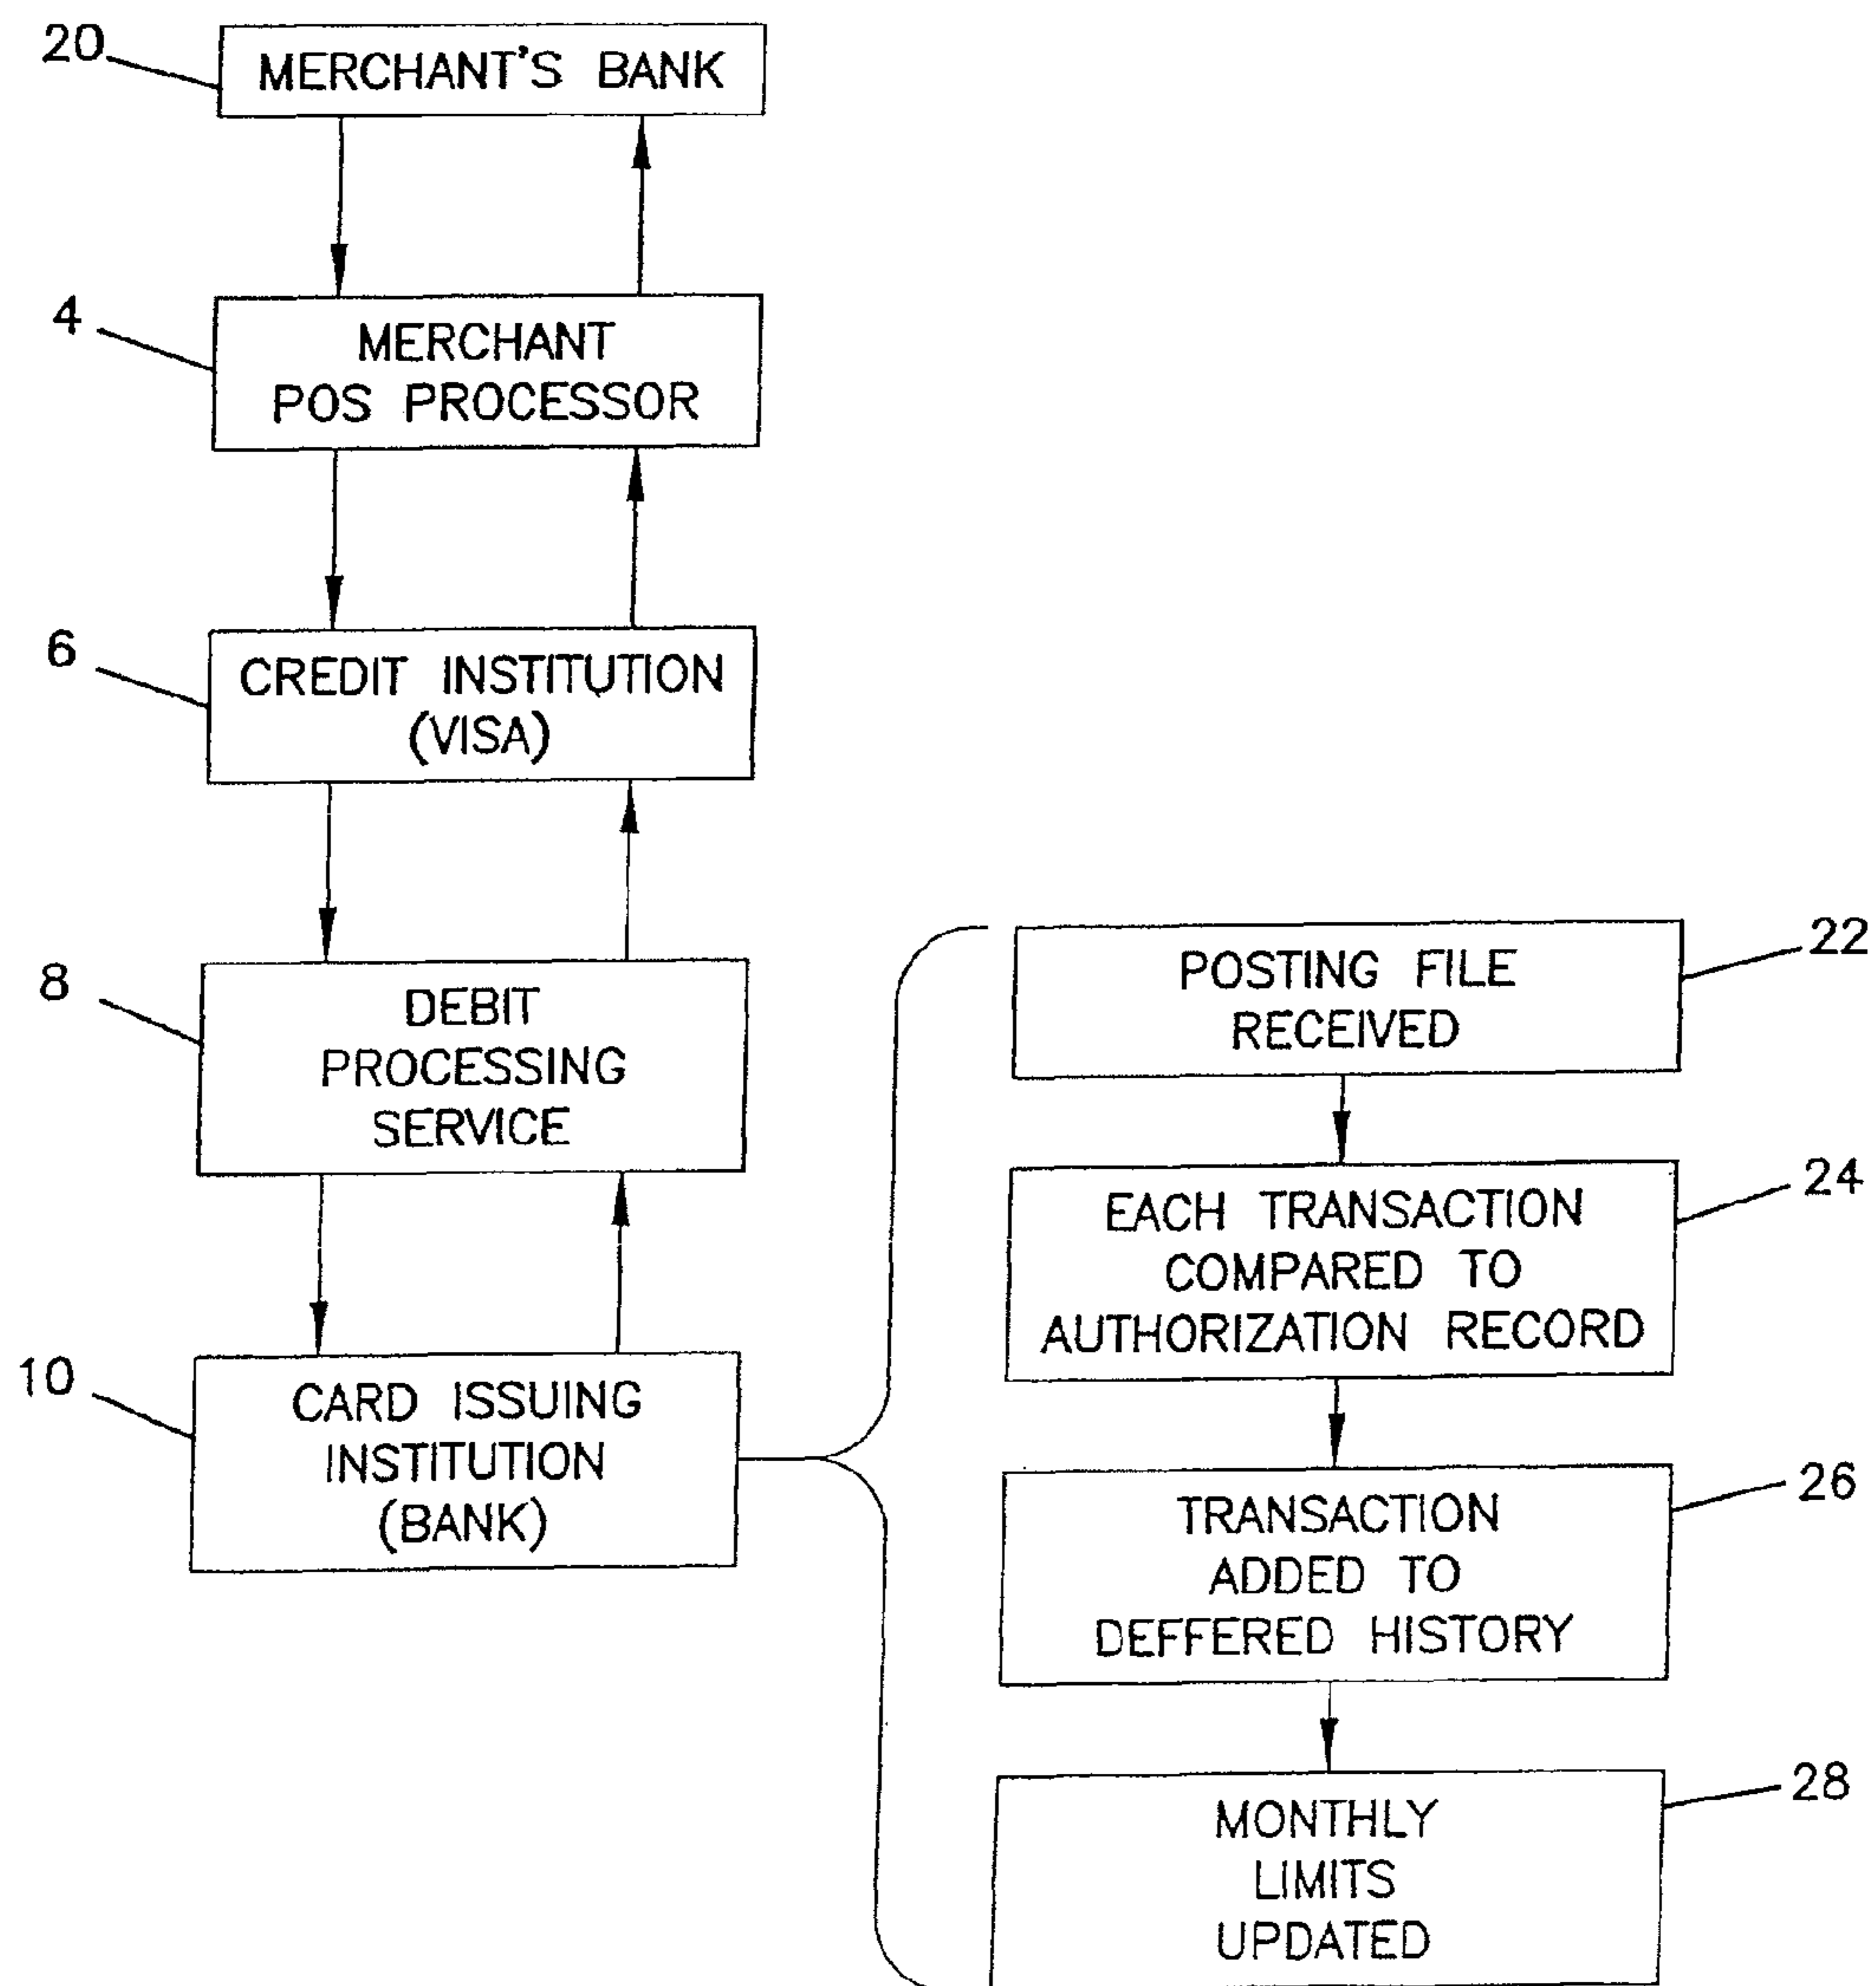 20
MERCHANT'S BANK
4
MERCHANT
POS PROCESSOR
6
CREDIT INSTITUTION
(VISA)
8
DEBIT
PROCESSING
SERVICE
10
CARD ISSUING
INSTITUTION
(BANK)
22
POSTING FILE
RECEIVED
24
EACH TRANSACTION
COMPARED TO
AUTHORIZATION RECORD
26
TRANSACTION
ADDED TO
DEFFERED HISTORY
28
MONTHLY
LIMITS
UPDATED